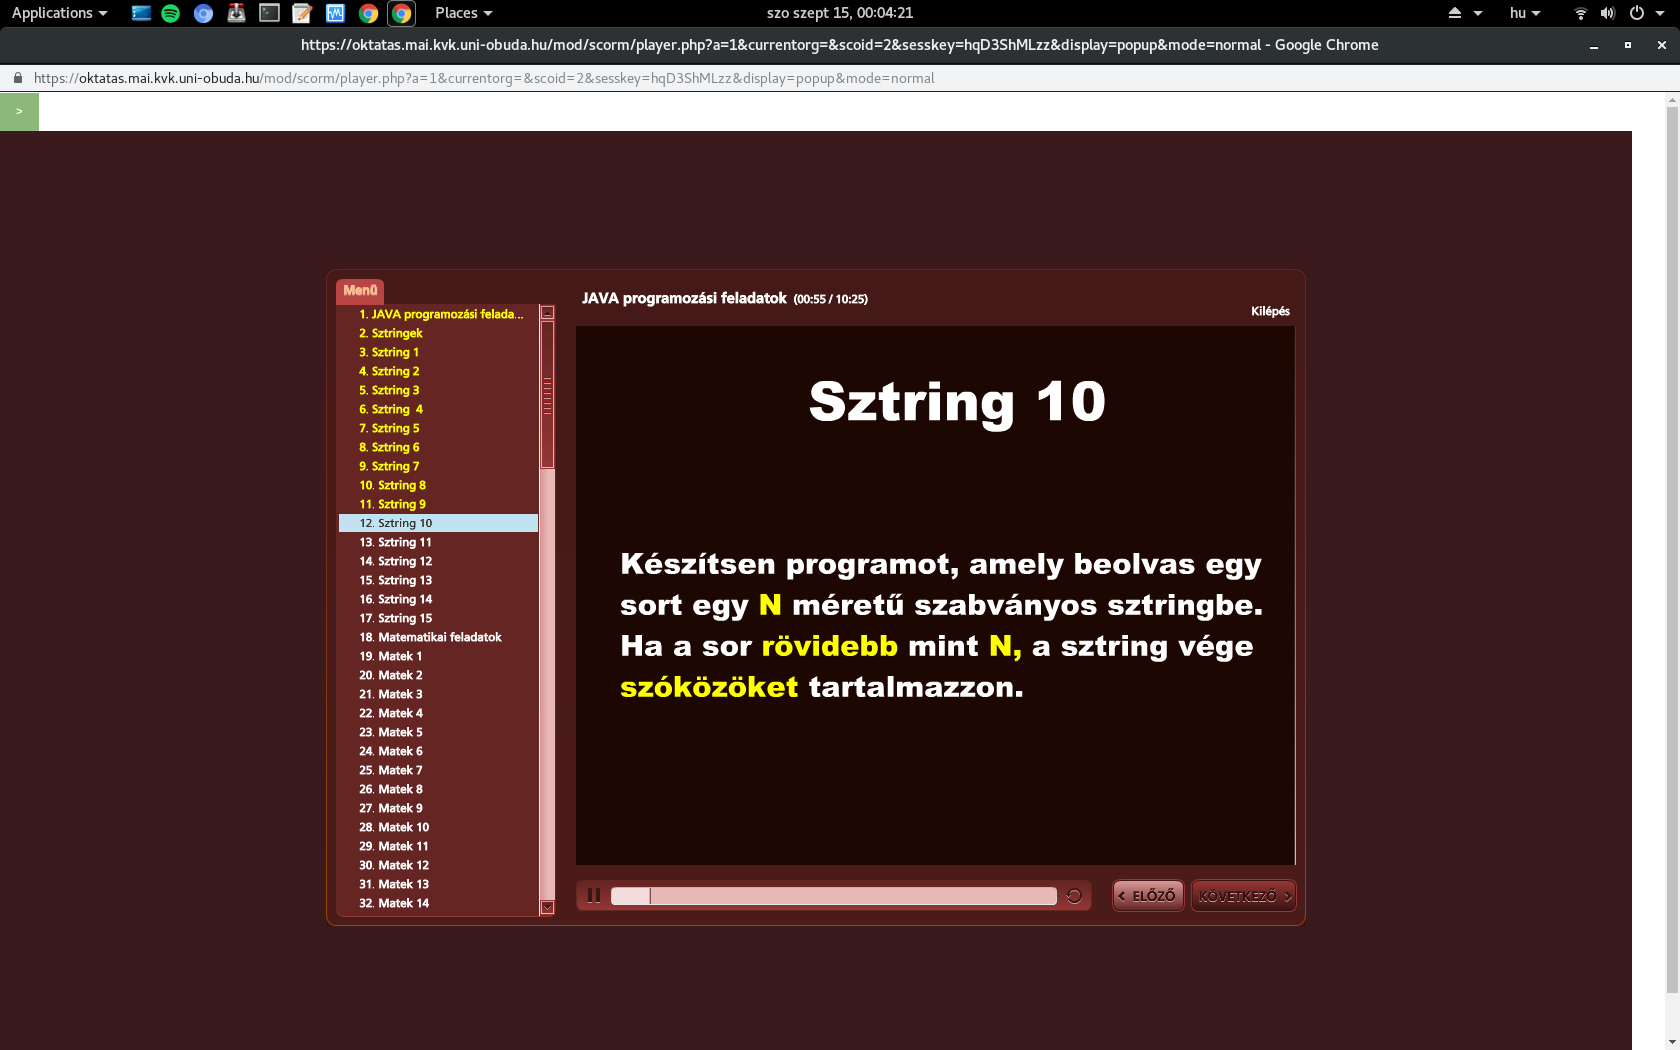 Applications
Places
szo szept 15, 00:04:21
hu
https://oktatas.mai.kvk.uni-obuda.hu/mod/scorm/player.php?a=1&currentorg=&scoid=2&sesskey=hqD3ShMLzz&display=popup&mode=normal - Google Chrome
https://oktatas.mai.kvk.uni-obuda.hu/mod/scorm/player.php?a=1&currentorg=&scoid=2&sesskey=hqD3ShMLzz&display=popup&mode=normal
>
Menü
1. JAVA programozási felada...
2. Sztringek
3. Sztring 1
4. Sztring 2
5. Sztring 3
6. Sztring 4
7. Sztring 5
8. Sztring 6
9. Sztring 7
10. Sztring 8
11. Sztring 9
12. Sztring 10
13. Sztring 11
14. Sztring 12
15. Sztring 13
16. Sztring 14
17. Sztring 15
18. Matematikai feladatok
19. Matek 1
20. Matek 2
21. Matek 3
22. Matek 4
23. Matek 5
24. Matek 6
25. Matek 7
26. Matek 8
27. Matek 9
28. Matek 10
29. Matek 11
30. Matek 12
31. Matek 13
32. Matek 14
JAVA programozási feladatok (00:55 / 10:25)
Kilépés
Sztring 10
Készítsen programot, amely beolvas egy
sort egy N méretű szabványos sztringbe.
Ha a sor rövidebb mint N, a sztring vége
szóközöket tartalmazzon.
< ELŐZŐ
KÖVETKEZŐ >